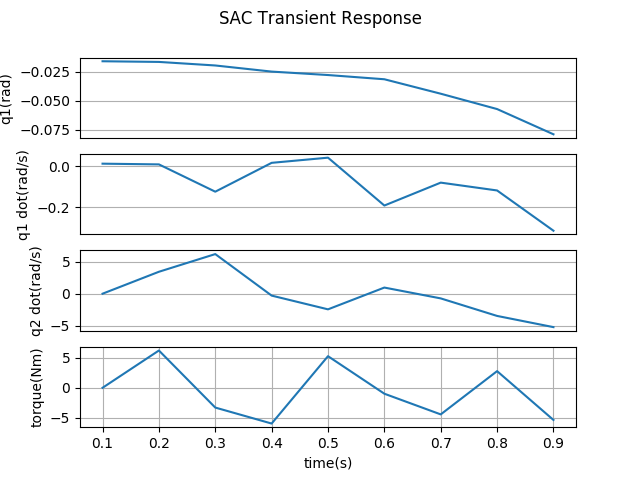 SAC Transient Response
q1(rad)
−0.025
−0.050
−0.075
q1 dot(rad/s)
0.0
−0.2
q2 dot(rad/s)
5
0
−5
torque(Nm)
5
0
−5
0.1 0.2 0.3 0.4 0.5 0.6 0.7 0.8 0.9
time(s)